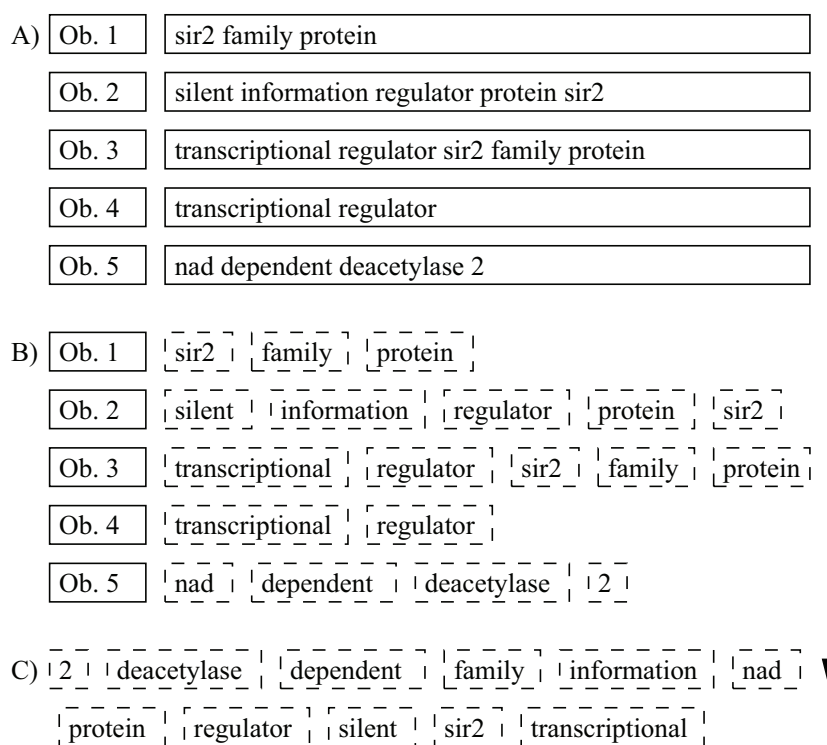 A) Ob. 1 sir2 family protein
Ob. 2 silent information regulator protein sir2
Ob. 3 transcriptional regulator sir2 family protein
Ob. 4 transcriptional regulator
Ob. 5 nad dependent deacetylase 2
B) Ob. 1 sir2 family protein
Ob. 2 silent information regulator protein sir2
Ob. 3 transcriptional regulator sir2 family protein
Ob. 4 transcriptional regulator
Ob. 5 nad dependent deacetylase 2
C) 2 deacetylase dependent family information nad
protein regulator silent sir2 transcriptional